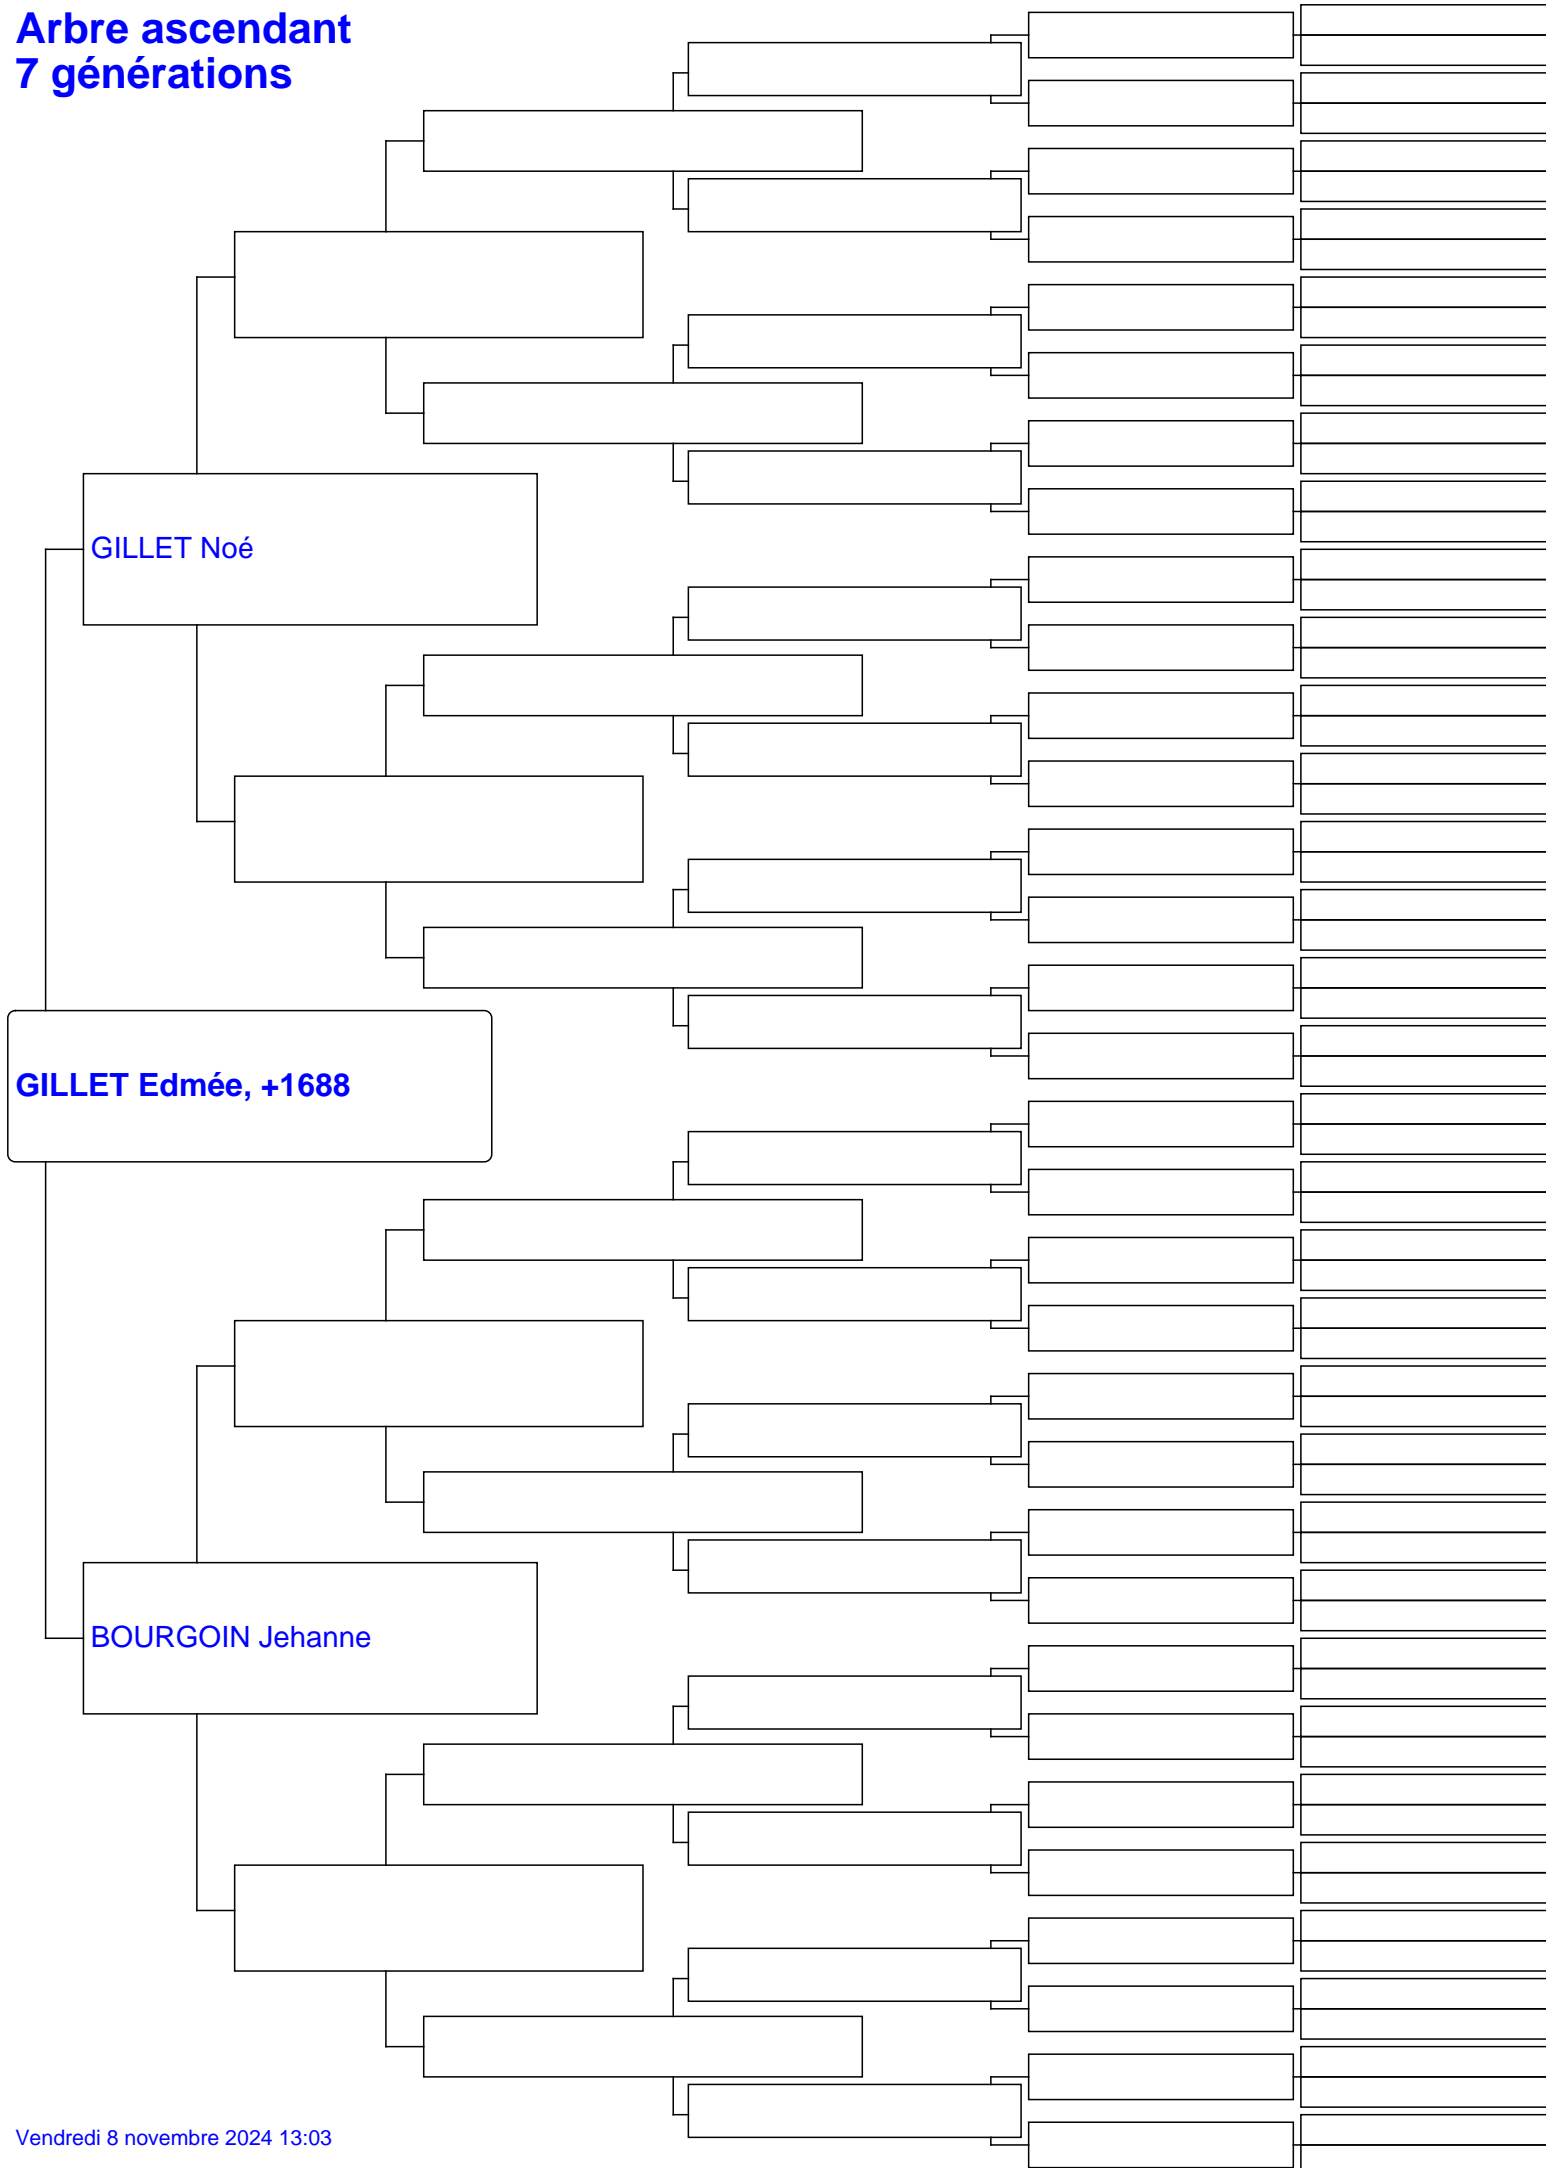 Arbre ascendant
7 générations
GILLET Noé
GILLET Edmée, +1688
BOURGOIN Jehanne
Vendredi 8 novembre 2024 13:03